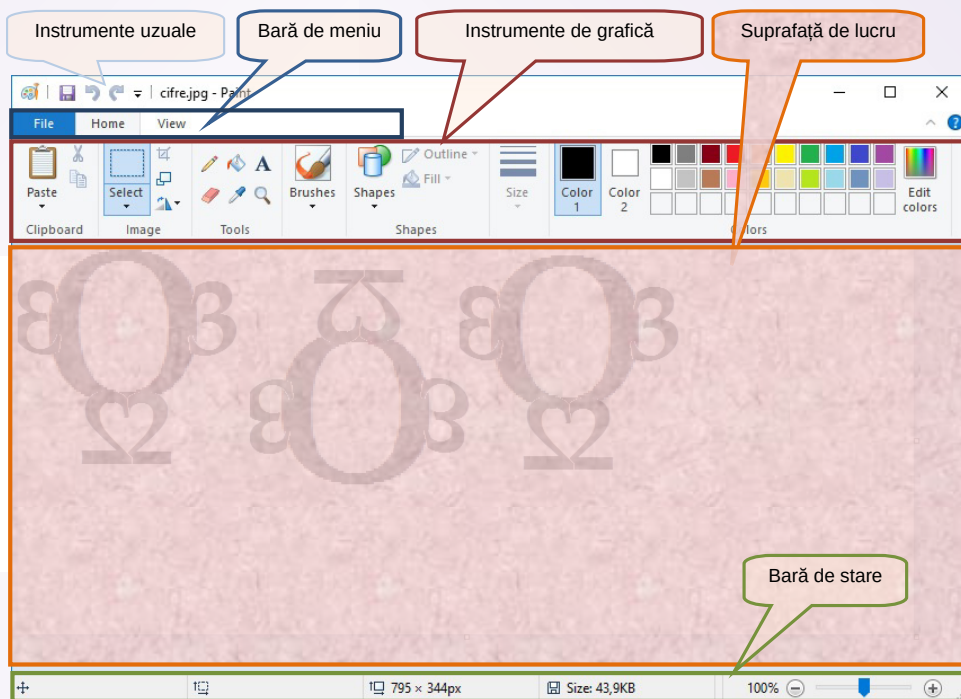 Instrumente uzuale
Bară de meniu
Instrumente de grafică
Suprafață de lucru
cifre.jpg - Paint
File Home View
Outline
Fill
Paste
Select
Brushes
Shapes
Size
Color 1
Color 2
Edit colors
Clipboard Image Tools Shapes
Bară de stare
795 × 344px
Size: 43,9KB
100%